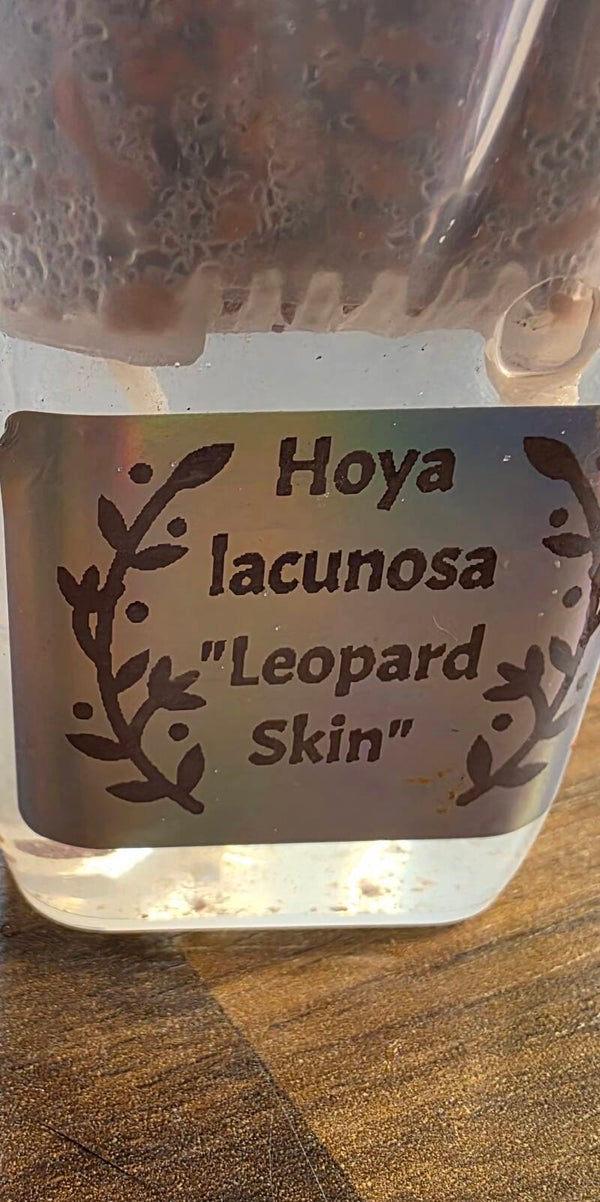 Hoya
lacunosa
"Leopard
Skin"